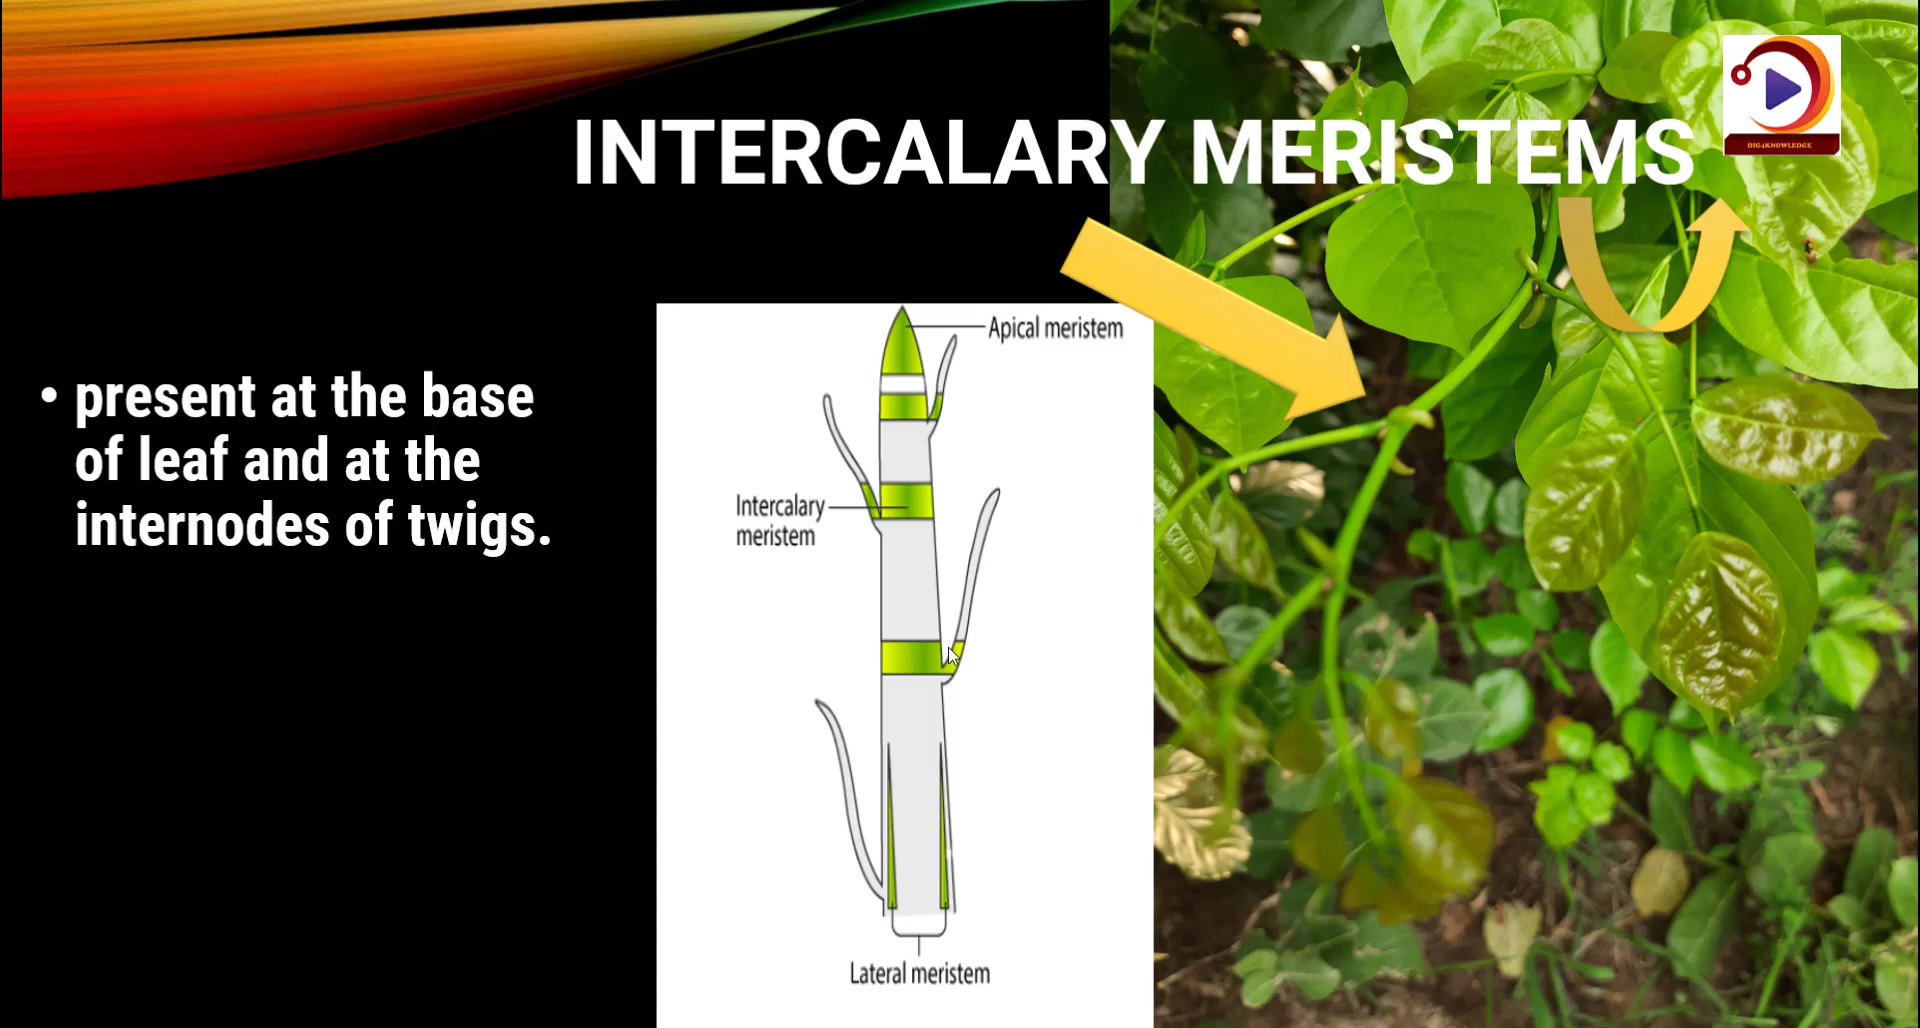 DIG4KNOWLEDGE
INTERCALARY MERISTEMS
• present at the base
of leaf and at the
internodes of twigs.
Apical meristem
Intercalary
meristem
Lateral meristem